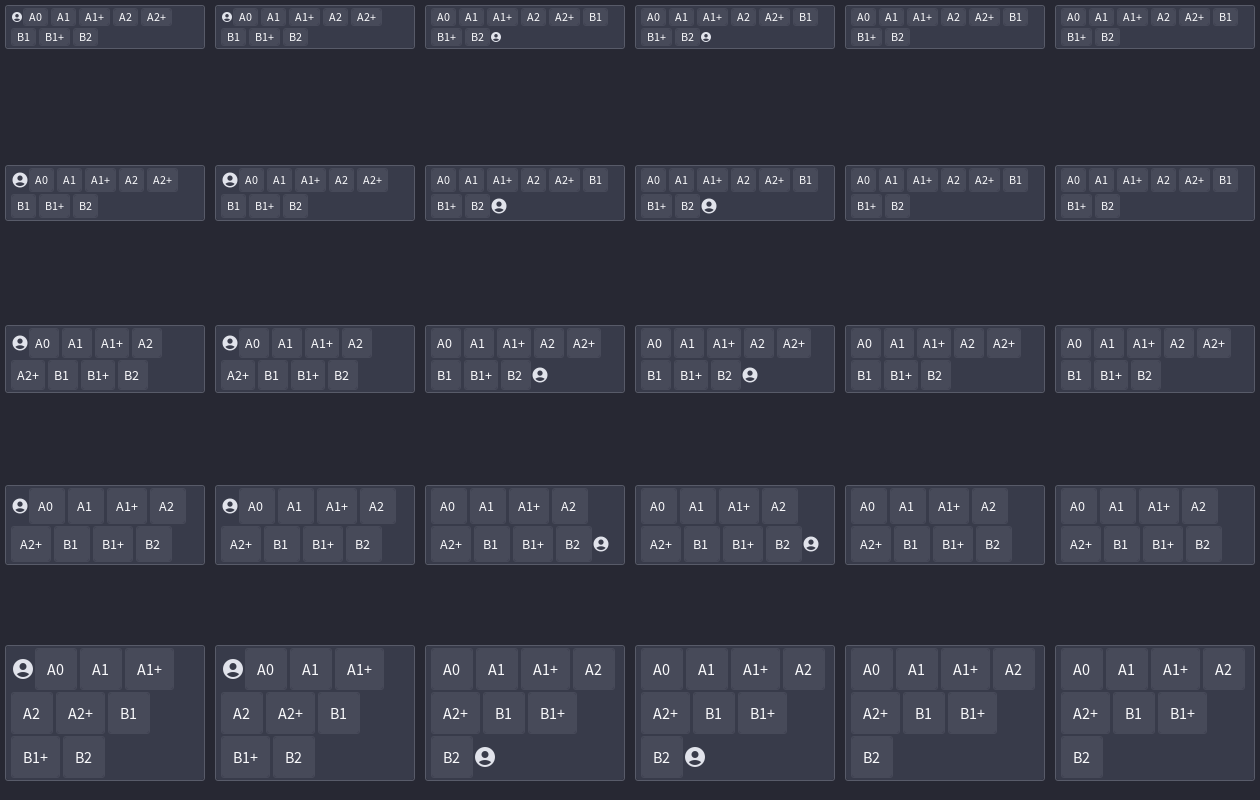 A0 A1 A1+ A2 A2+
B1 B1+ B2
A0 A1 A1+ A2 A2+
B1 B1+ B2
A0 A1 A1+ A2 A2+ B1
B1+ B2
A0 A1 A1+ A2 A2+ B1
B1+ B2
A0 A1 A1+ A2 A2+ B1
B1+ B2
A0 A1 A1+ A2 A2+ B1
B1+ B2
A0 A1 A1+ A2 A2+
B1 B1+ B2
A0 A1 A1+ A2 A2+
B1 B1+ B2
A0 A1 A1+ A2 A2+ B1
B1+ B2
A0 A1 A1+ A2 A2+ B1
B1+ B2
A0 A1 A1+ A2 A2+ B1
B1+ B2
A0 A1 A1+ A2 A2+ B1
B1+ B2
A0 A1 A1+ A2
A2+ B1 B1+ B2
A0 A1 A1+ A2
A2+ B1 B1+ B2
A0 A1 A1+ A2 A2+
B1 B1+ B2
A0 A1 A1+ A2 A2+
B1 B1+ B2
A0 A1 A1+ A2 A2+
B1 B1+ B2
A0 A1 A1+ A2 A2+
B1 B1+ B2
A0 A1 A1+ A2
A2+ B1 B1+ B2
A0 A1 A1+ A2
A2+ B1 B1+ B2
A0 A1 A1+ A2
A2+ B1 B1+ B2
A0 A1 A1+ A2
A2+ B1 B1+ B2
A0 A1 A1+ A2
A2+ B1 B1+ B2
A0 A1 A1+ A2
A2+ B1 B1+ B2
A0 A1 A1+
A2 A2+ B1
B1+ B2
A0 A1 A1+
A2 A2+ B1
B1+ B2
A0 A1 A1+ A2
A2+ B1 B1+
B2
A0 A1 A1+ A2
A2+ B1 B1+
B2
A0 A1 A1+ A2
A2+ B1 B1+
B2
A0 A1 A1+ A2
A2+ B1 B1+
B2